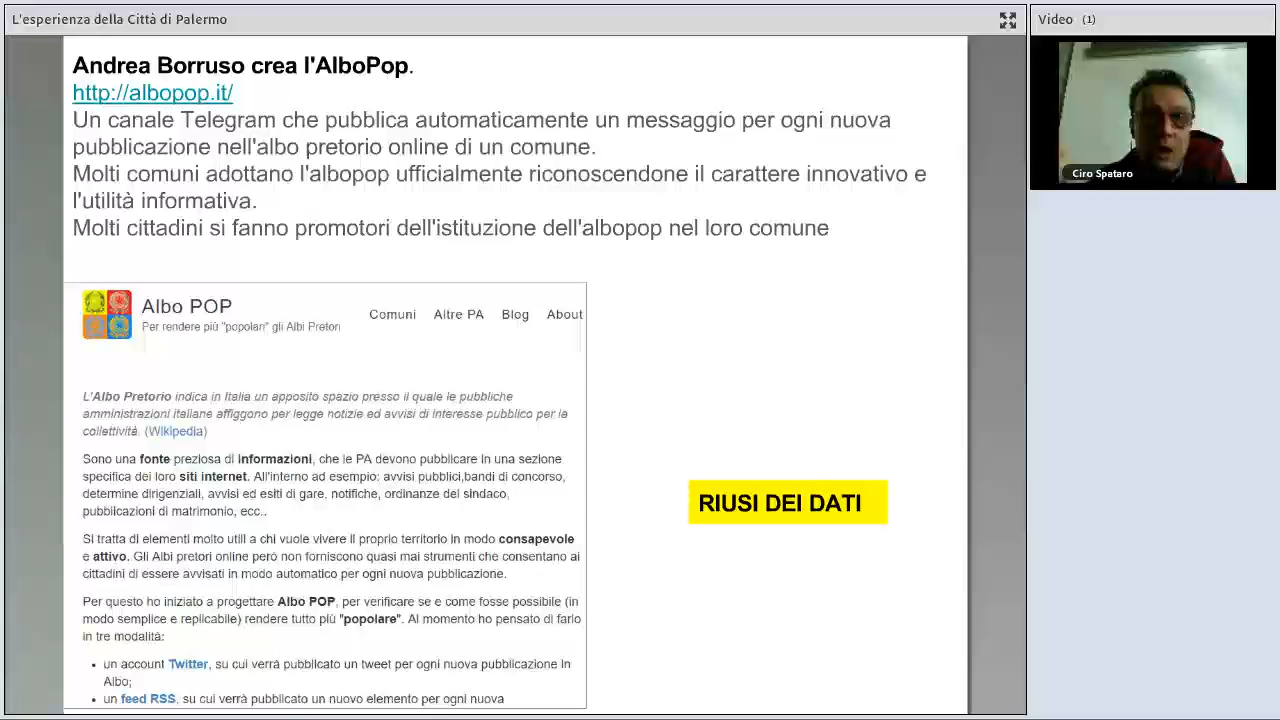 L'esperienza della Città di Palermo
Video (1)
Andrea Borruso crea l'AlboPop.
http://albopop.it/
Un canale Telegram che pubblica automaticamente un messaggio per ogni nuova
pubblicazione nell'albo pretorio online di un comune.
Molti comuni adottano l'albopop ufficialmente riconoscendone il carattere innovativo e
l'utilità informativa.
Molti cittadini si fanno promotori dell'istituzione dell'albopop nel loro comune
Ciro Spataro
Albo POP
Per rendere più "popolari" gli Albi Pretori
Comuni Altre PA Blog About
L'Albo Pretorio indica in Italia un apposito spazio presso il quale le pubbliche
amministrazioni italiane affiggono per legge notizie ed avvisi di interesse pubblico per la
collettività. (Wikipedia)
Sono una fonte preziosa di informazioni, che le PA devono pubblicare in una sezione
specifica dei loro siti internet. All'interno ad esempio: avvisi pubblici,bandi di concorso,
determine dirigenziali, avvisi ed esiti di gare, notifiche, ordinanze del sindaco,
pubblicazioni di matrimonio, ecc..
Si tratta di elementi molto utili a chi vuole vivere il proprio territorio in modo consapevole
e attivo. Gli Albi pretori online però non forniscono quasi mai strumenti che consentano ai
cittadini di essere avvisati in modo automatico per ogni nuova pubblicazione.
Per questo ho iniziato a progettare Albo POP, per verificare se e come fosse possibile (in
modo semplice e replicabile) rendere tutto più "popolare". Al momento ho pensato di farlo
in tre modalità:
• un account Twitter, su cui verrà pubblicato un tweet per ogni nuova pubblicazione in
Albo;
• un feed RSS, su cui verrà pubblicato un nuovo elemento per ogni nuova
RIUSI DEI DATI